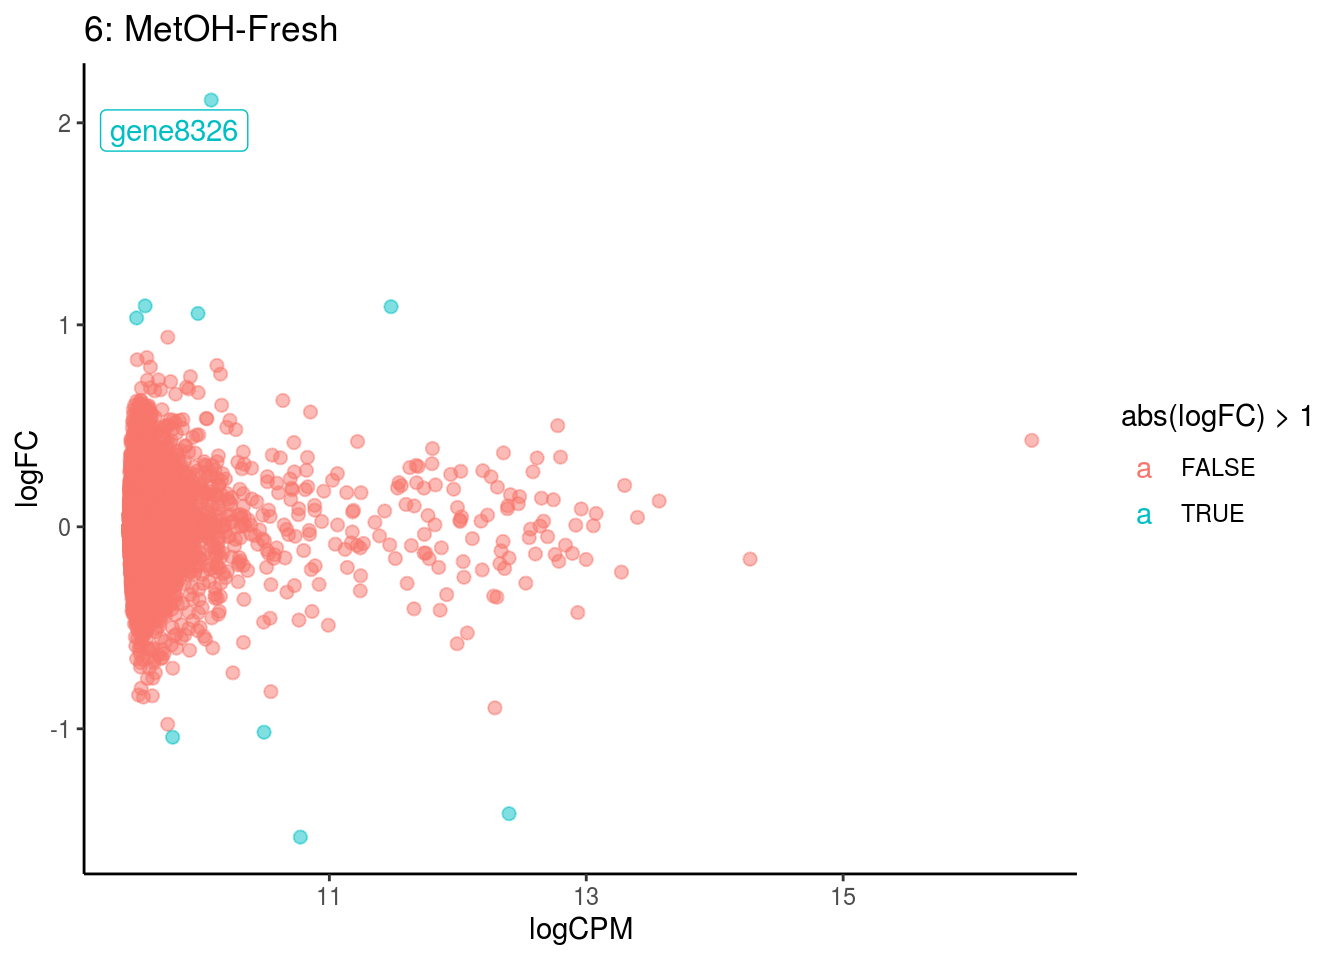 6: MetOH-Fresh
gene8326
2
1
0
-1
logFC
11
13
15
logCPM
abs(logFC) > 1
a FALSE
a TRUE